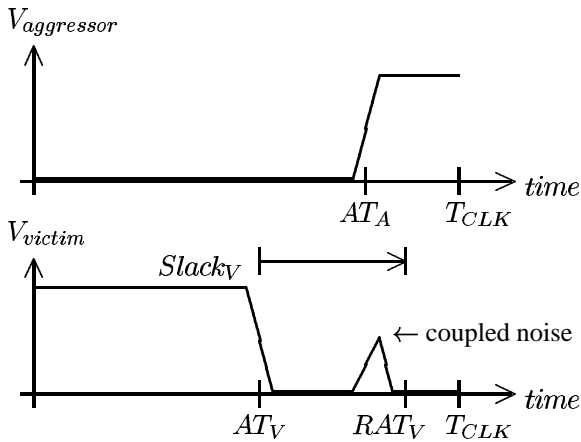 V_aggressor
time
AT_A T_CLK
V_victim
Slack_V
← coupled noise
time
AT_V RAT_V T_CLK